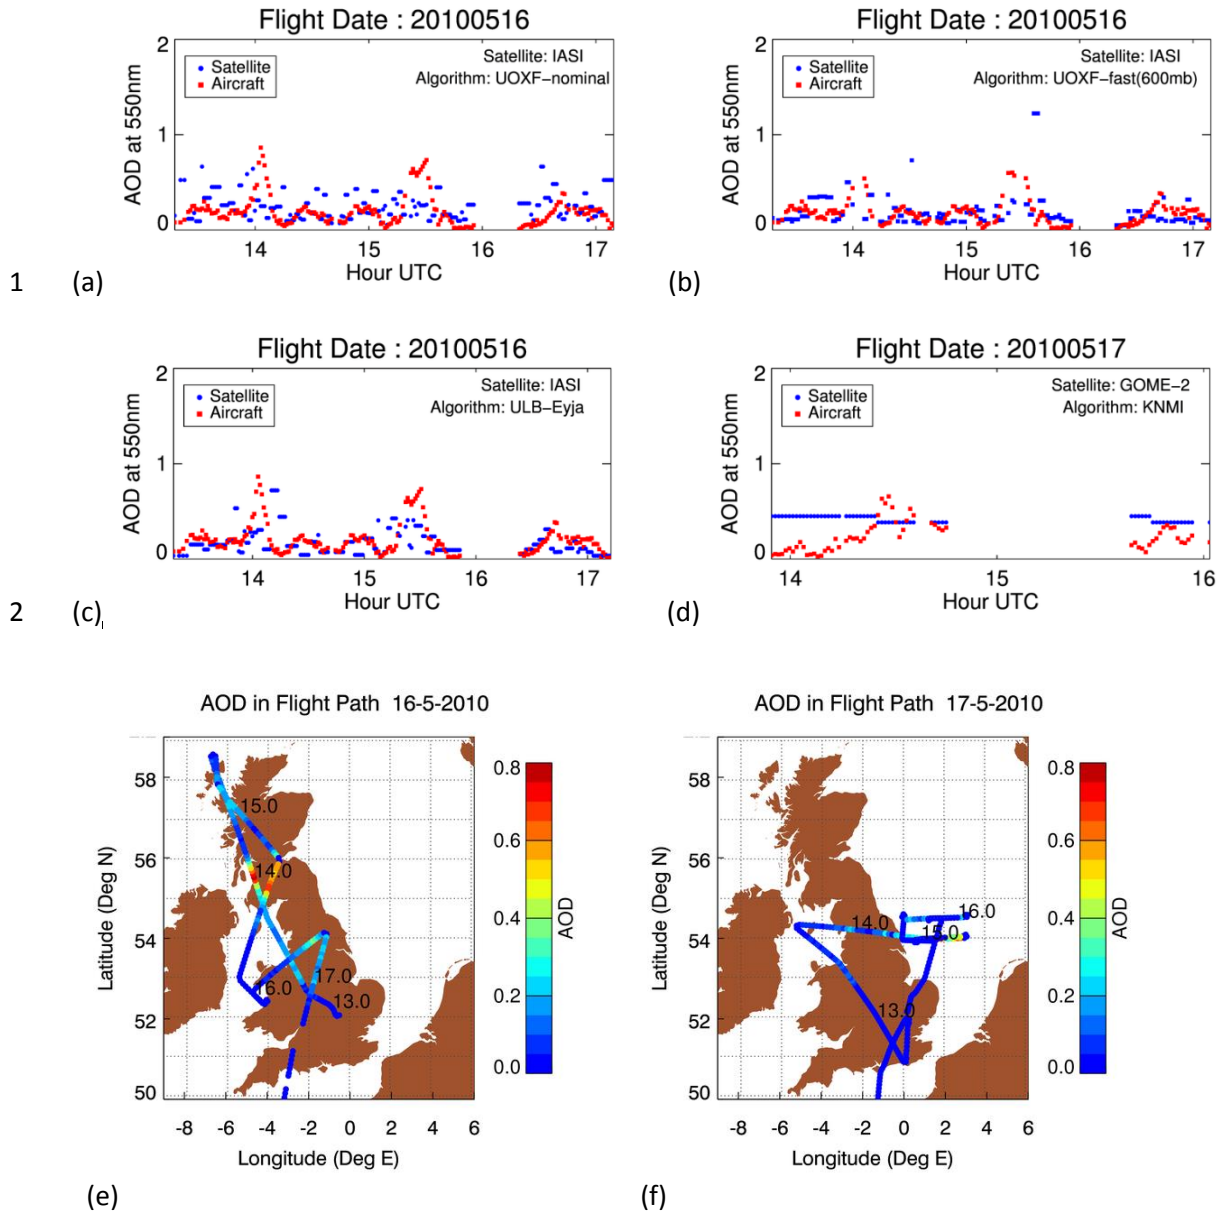 Flight Date : 20100516
Flight Date : 20100516
2
1
0
AOD at 550nm
Satellite
Aircraft
Satellite: IASI
Algorithm: UOXF-nominal
14
15
16
17
Hour UTC
2
1
0
AOD at 550nm
Satellite
Aircraft
Satellite: IASI
Algorithm: UOXF-fast(600mb)
14
15
16
17
Hour UTC
1 (a) (b)
Flight Date : 20100516
Flight Date : 20100517
2
1
0
AOD at 550nm
Satellite
Aircraft
Satellite: IASI
Algorithm: ULB-Eyja
14
15
16
17
Hour UTC
2
1
0
AOD at 550nm
Satellite
Aircraft
Satellite: GOME-2
Algorithm: KNMI
14
15
16
Hour UTC
2 (c) (d)
AOD in Flight Path 16-5-2010
58
56
54
52
50
Latitude (Deg N)
15.0
14.0
17.0
16.0
13.0
-8 -6 -4 -2 0 2 4 6
Longitude (Deg E)
0.8
0.6
0.4
0.2
0.0
AOD
AOD in Flight Path 17-5-2010
58
56
54
52
50
Latitude (Deg N)
14.0
16.0
15.0
13.0
-8 -6 -4 -2 0 2 4 6
Longitude (Deg E)
0.8
0.6
0.4
0.2
0.0
AOD
(e) (f)